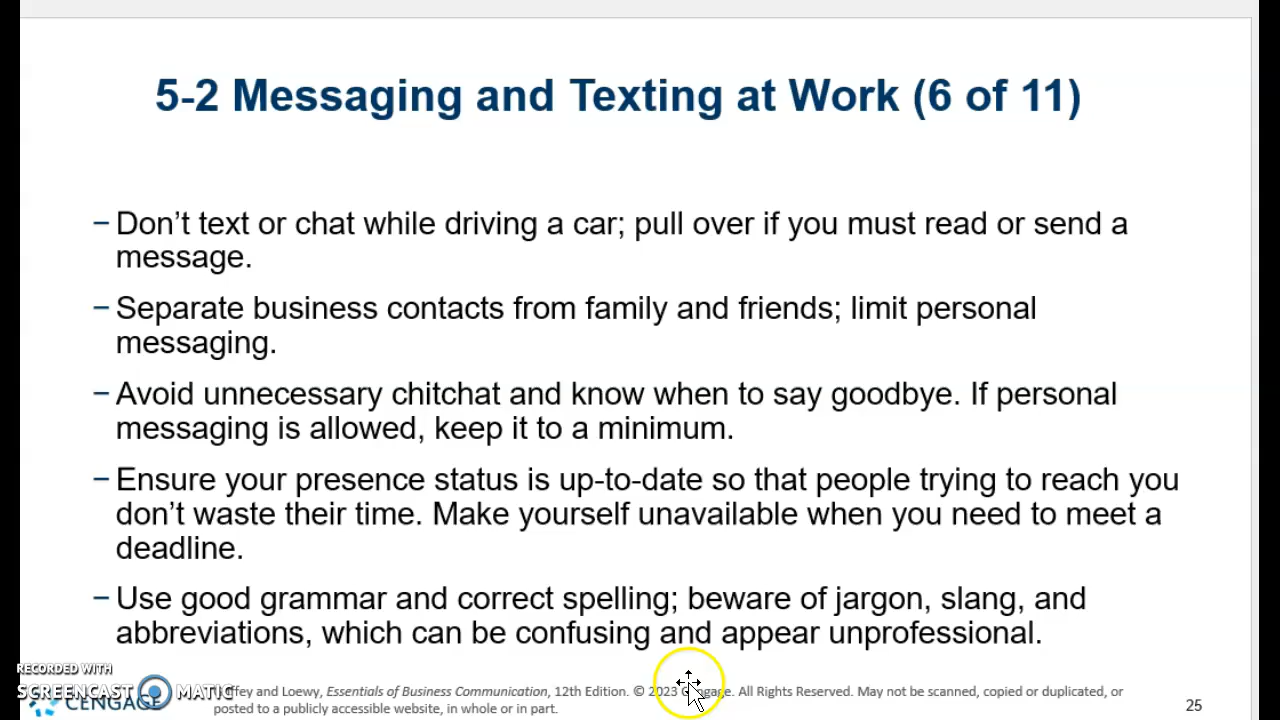 5-2 Messaging and Texting at Work (6 of 11)
– Don’t text or chat while driving a car; pull over if you must read or send a
message.
– Separate business contacts from family and friends; limit personal
messaging.
– Avoid unnecessary chitchat and know when to say goodbye. If personal
messaging is allowed, keep it to a minimum.
– Ensure your presence status is up-to-date so that people trying to reach you
don’t waste their time. Make yourself unavailable when you need to meet a
deadline.
– Use good grammar and correct spelling; beware of jargon, slang, and
abbreviations, which can be confusing and appear unprofessional.
RECORDED WITH
SCREENCAST MATIC
CENGAGE
and Loewy, Essentials of Business Communication, 12th Edition. © 2023 Cengage. All Rights Reserved. May not be scanned, copied or duplicated, or
posted to a publicly accessible website, in whole or in part.
25